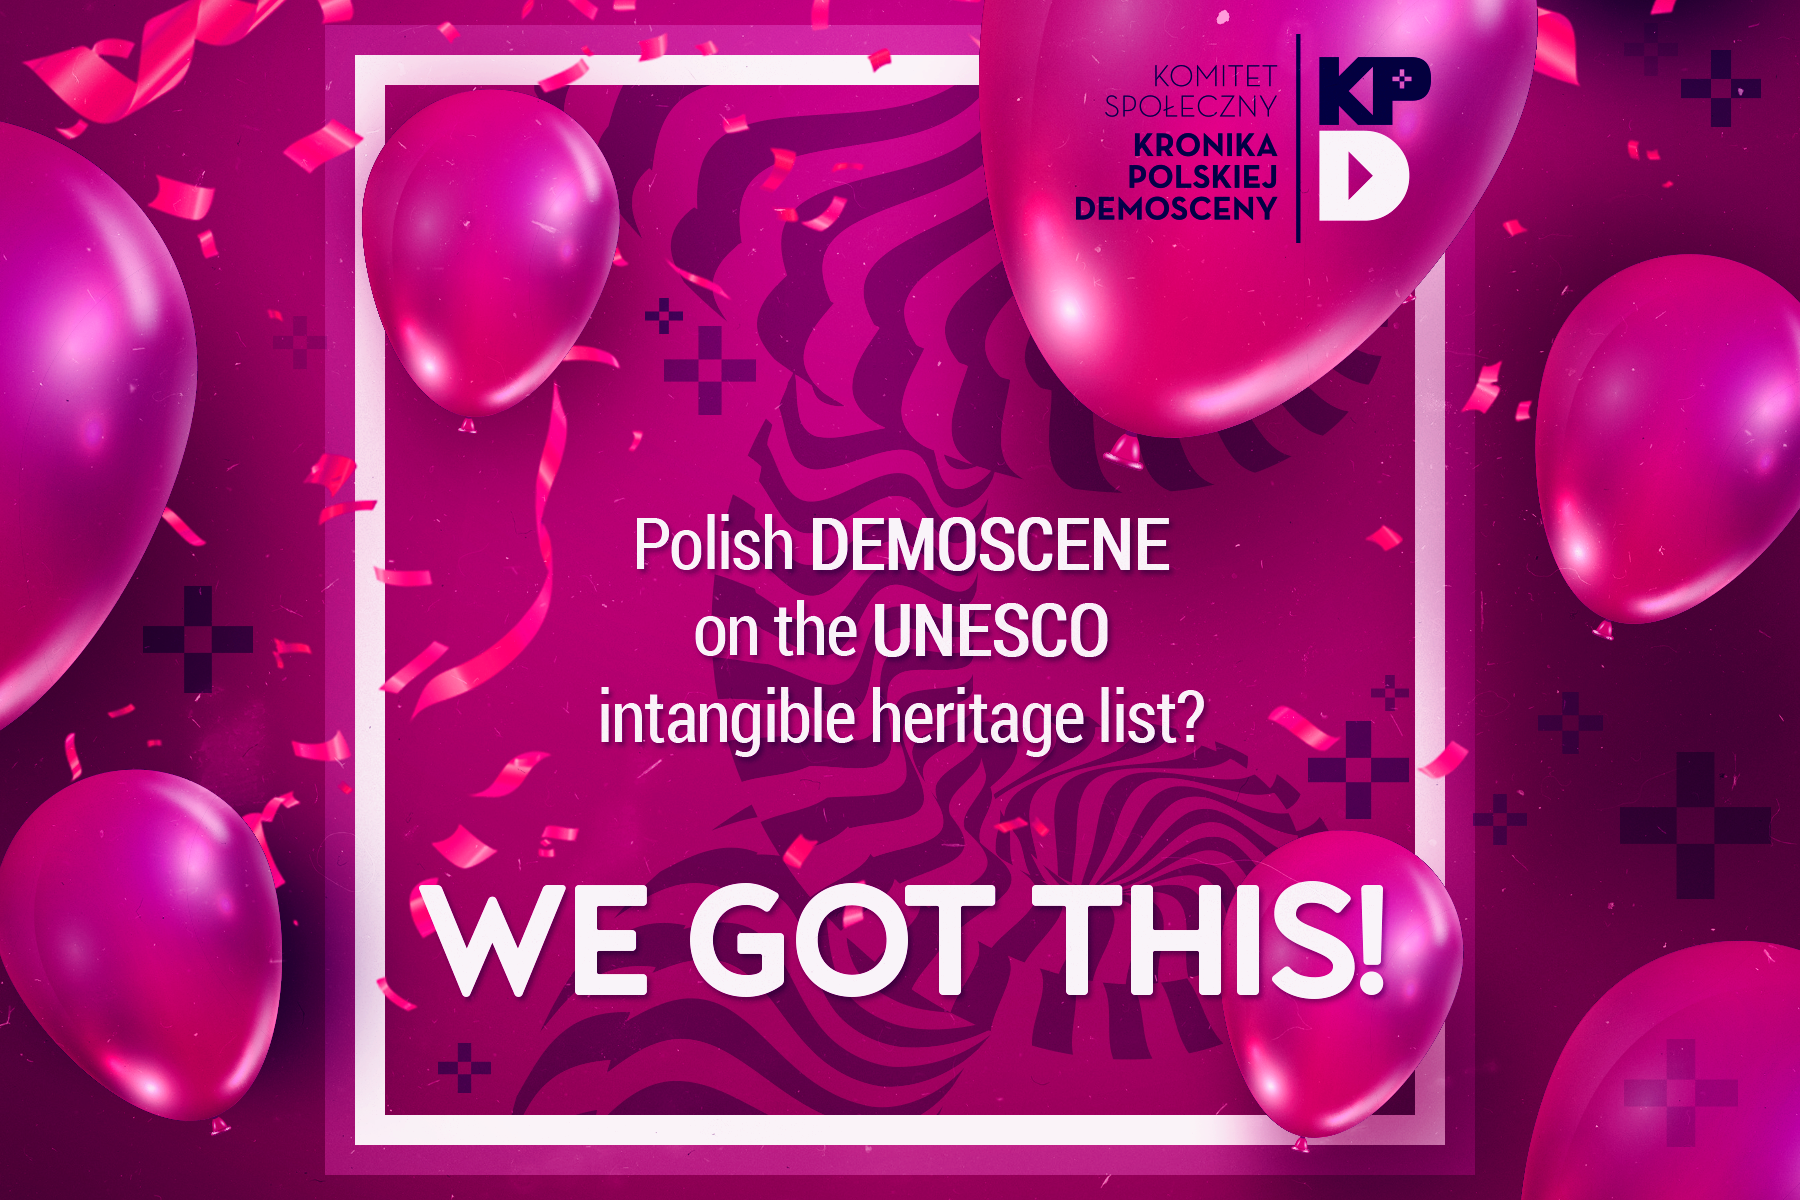 KOMITET
SPOŁECZNY
KRONIKA
POLSKIEJ
DEMOSCENY
KP
D
Polish DEMOSCENE
on the UNESCO
intangible heritage list?
WE GOT THIS!